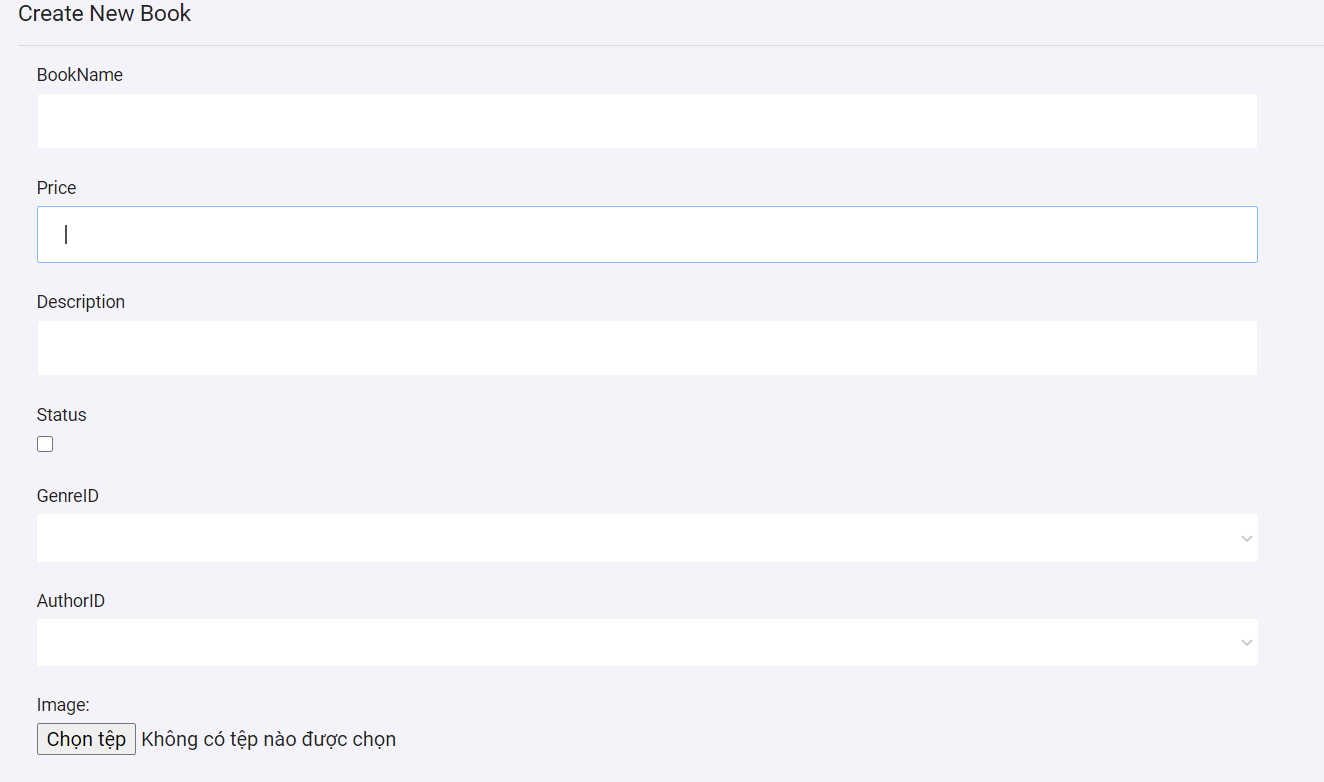 Create New Book
BookName
Price
Description
Status
GenreID
AuthorID
Image:
Chọn tệp Không có tệp nào được chọn